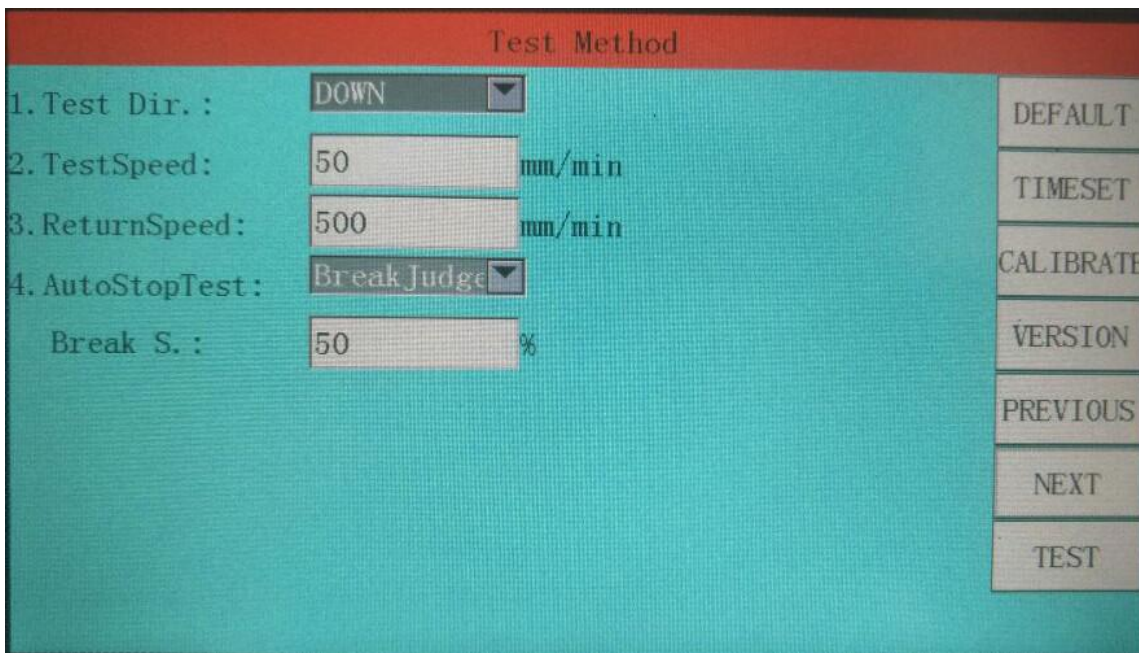 Test Method
1.Test Dir.: DOWN
2.TestSpeed: 50 mm/min
3.ReturnSpeed: 500 mm/min
4.AutoStopTest: BreakJudge
Break S.: 50 %
DEFAULT
TIMESET
CALIBRATE
VERSION
PREVIOUS
NEXT
TEST